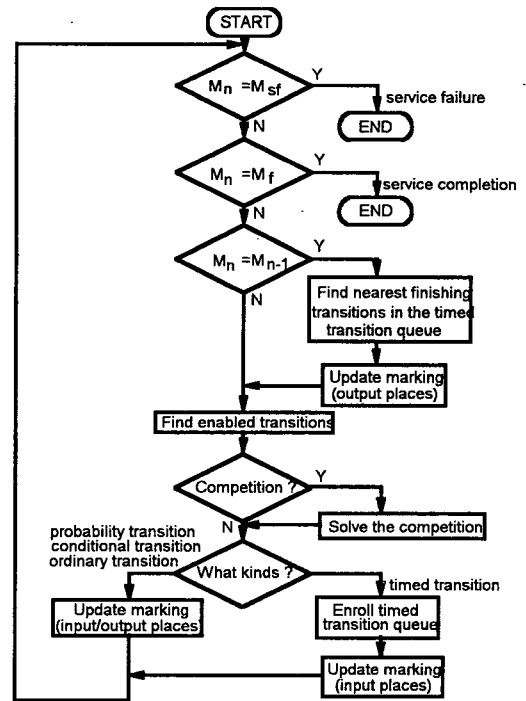 START
Mn =Msf
Y
service failure
END
N
Mn =Mf
Y
service completion
END
N
Mn =Mn-1
Y
N
Find nearest finishing
transitions in the timed
transition queue
Update marking
(output places)
Find enabled transitions
Competition ?
Y
Solve the competition
N
probability transition
conditional transition
ordinary transition
What kinds ?
timed transition
Update marking
(input/output places)
Enroll timed
transition queue
Update marking
(input places)